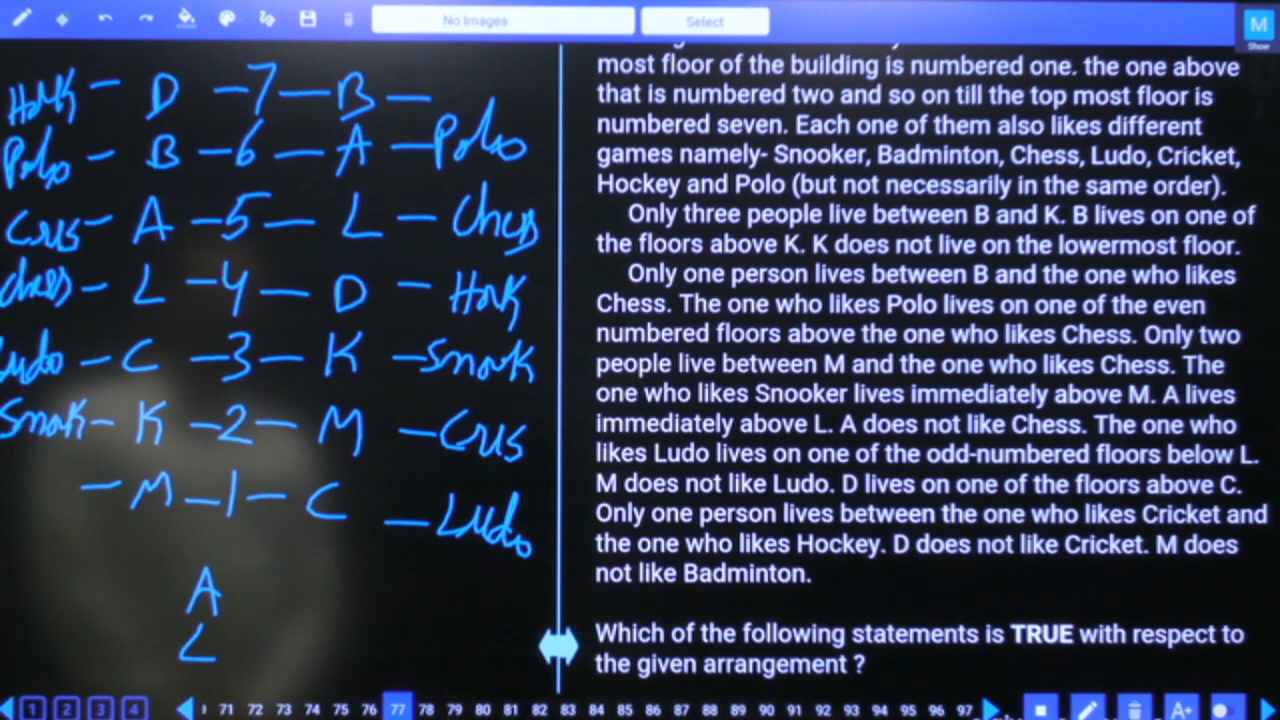 No Images
Select
M
Show
Hork - D - 7 - B -
Polo - B - 6 - A - Polo
Cris - A - 5 - L - Chess
Chess - L - 4 - D - Hork
Ludo - C - 3 - K - Snook
Snok - K - 2 - M - Cris
- M - 1 - C - Ludo
A
L
most floor of the building is numbered one. the one above
that is numbered two and so on till the top most floor is
numbered seven. Each one of them also likes different
games namely- Snooker, Badminton, Chess, Ludo, Cricket,
Hockey and Polo (but not necessarily in the same order).
Only three people live between B and K. B lives on one of
the floors above K. K does not live on the lowermost floor.
Only one person lives between B and the one who likes
Chess. The one who likes Polo lives on one of the even
numbered floors above the one who likes Chess. Only two
people live between M and the one who likes Chess. The
one who likes Snooker lives immediately above M. A lives
immediately above L. A does not like Chess. The one who
likes Ludo lives on one of the odd-numbered floors below L.
M does not like Ludo. D lives on one of the floors above C.
Only one person lives between the one who likes Cricket and
the one who likes Hockey. D does not like Cricket. M does
not like Badminton.
Which of the following statements is TRUE with respect to
the given arrangement ?
1 2 3 4 71 72 73 74 75 76 77 78 79 80 81 82 83 84 85 86 87 88 89 90 91 92 93 94 95 96 97 A+